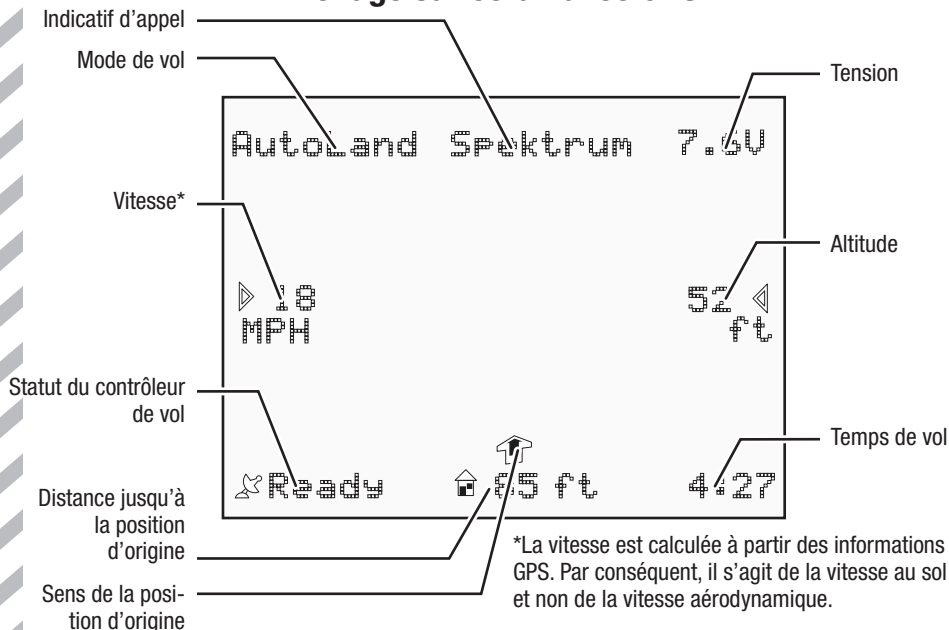 Indicatif d'appel
Mode de vol
Tension
AutoLand Spektrum 7.6V
Vitesse*
Altitude
18
MPH
52
ft
Statut du contrôleur
de vol
Temps de vol
Ready
ft
4:27
Distance jusqu'à
la position
d'origine
Sens de la posi-
tion d'origine
*La vitesse est calculée à partir des informations
GPS. Par conséquent, il s'agit de la vitesse au sol
et non de la vitesse aérodynamique.